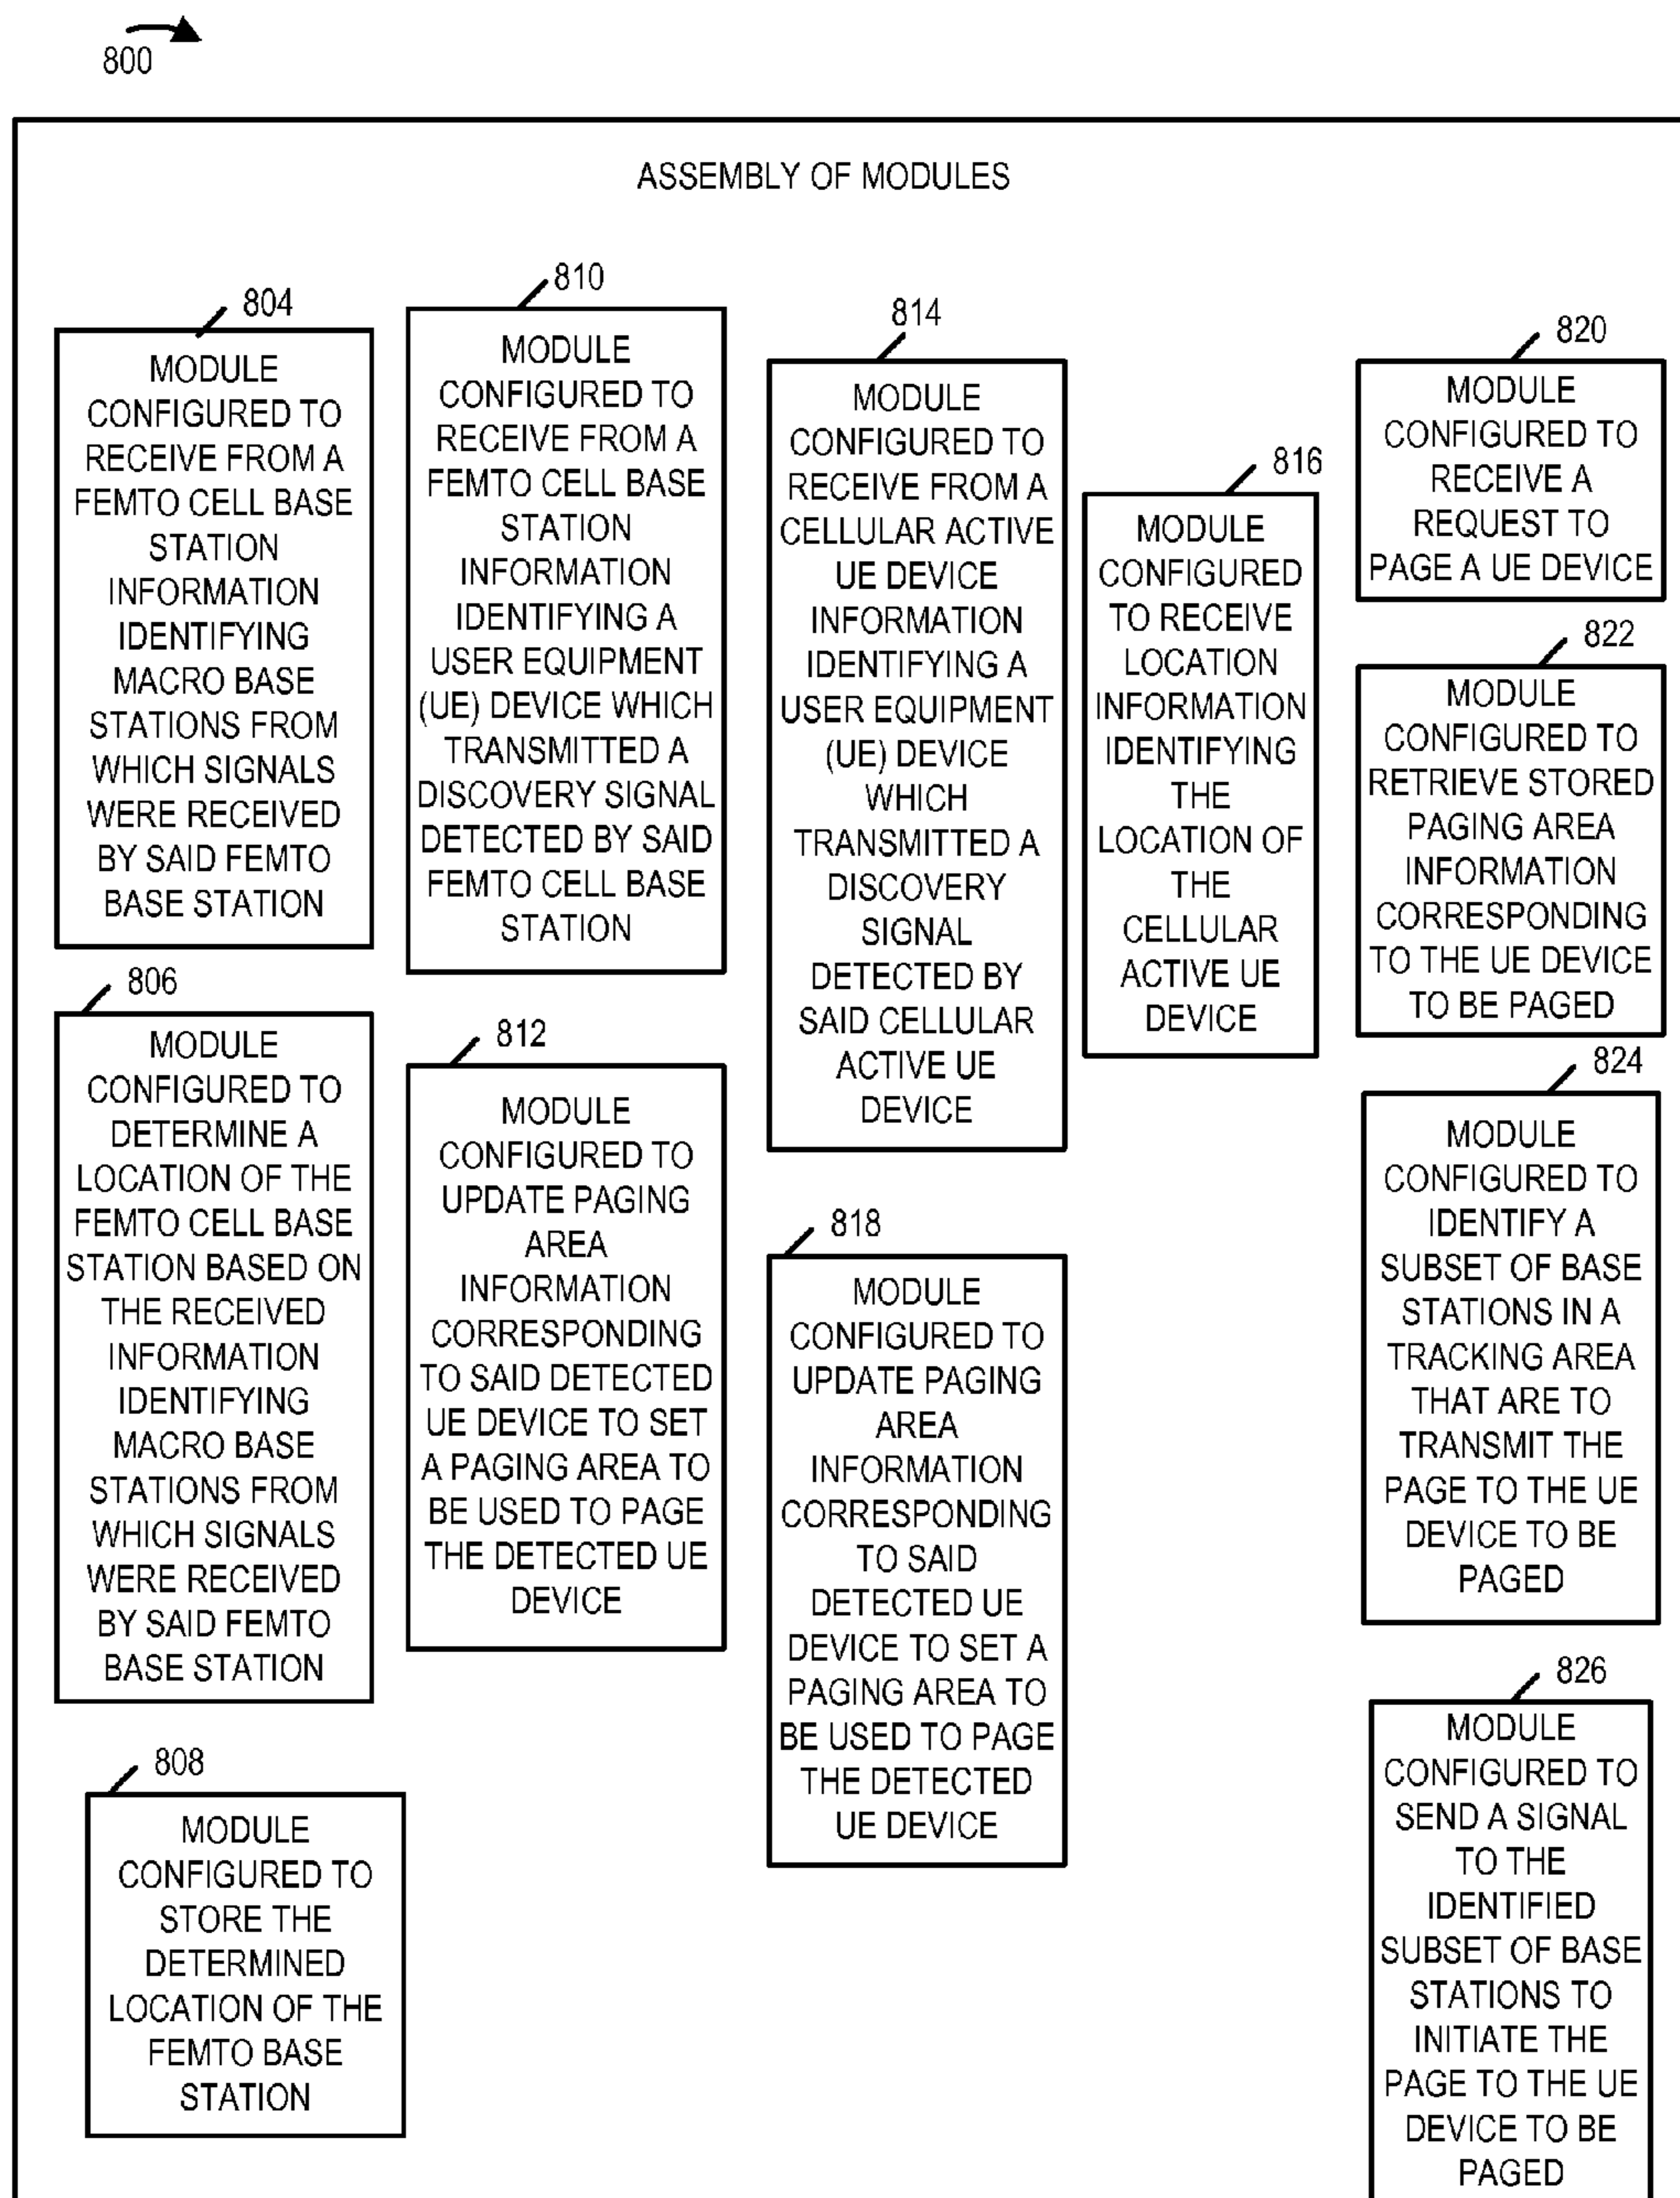 800
ASSEMBLY OF MODULES
804
MODULE
CONFIGURED TO
RECEIVE FROM A
FEMTO CELL BASE
STATION
INFORMATION
IDENTIFYING
MACRO BASE
STATIONS FROM
WHICH SIGNALS
WERE RECEIVED
BY SAID FEMTO
BASE STATION
806
MODULE
CONFIGURED TO
DETERMINE A
LOCATION OF THE
FEMTO CELL BASE
STATION BASED ON
THE RECEIVED
INFORMATION
IDENTIFYING
MACRO BASE
STATIONS FROM
WHICH SIGNALS
WERE RECEIVED
BY SAID FEMTO
BASE STATION
808
MODULE
CONFIGURED TO
STORE THE
DETERMINED
LOCATION OF THE
FEMTO BASE
STATION
810
MODULE
CONFIGURED TO
RECEIVE FROM A
FEMTO CELL BASE
STATION
INFORMATION
IDENTIFYING A
USER EQUIPMENT
(UE) DEVICE WHICH
TRANSMITTED A
DISCOVERY SIGNAL
DETECTED BY SAID
FEMTO CELL BASE
STATION
812
MODULE
CONFIGURED TO
UPDATE PAGING
AREA
INFORMATION
CORRESPONDING
TO SAID DETECTED
UE DEVICE TO SET
A PAGING AREA TO
BE USED TO PAGE
THE DETECTED UE
DEVICE
814
MODULE
CONFIGURED TO
RECEIVE FROM A
CELLULAR ACTIVE
UE DEVICE
INFORMATION
IDENTIFYING A
USER EQUIPMENT
(UE) DEVICE
WHICH
TRANSMITTED A
DISCOVERY
SIGNAL
DETECTED BY
SAID CELLULAR
ACTIVE UE
DEVICE
818
MODULE
CONFIGURED TO
UPDATE PAGING
AREA
INFORMATION
CORRESPONDING
TO SAID
DETECTED UE
DEVICE TO SET A
PAGING AREA TO
BE USED TO PAGE
THE DETECTED
UE DEVICE
816
MODULE
CONFIGURED
TO RECEIVE
LOCATION
INFORMATION
IDENTIFYING
THE
LOCATION OF
THE
CELLULAR
ACTIVE UE
DEVICE
820
MODULE
CONFIGURED TO
RECEIVE A
REQUEST TO
PAGE A UE DEVICE
822
MODULE
CONFIGURED TO
RETRIEVE STORED
PAGING AREA
INFORMATION
CORRESPONDING
TO THE UE DEVICE
TO BE PAGED
824
MODULE
CONFIGURED TO
IDENTIFY A
SUBSET OF BASE
STATIONS IN A
TRACKING AREA
THAT ARE TO
TRANSMIT THE
PAGE TO THE UE
DEVICE TO BE
PAGED
826
MODULE
CONFIGURED TO
SEND A SIGNAL
TO THE
IDENTIFIED
SUBSET OF BASE
STATIONS TO
INITIATE THE
PAGE TO THE UE
DEVICE TO BE
PAGED